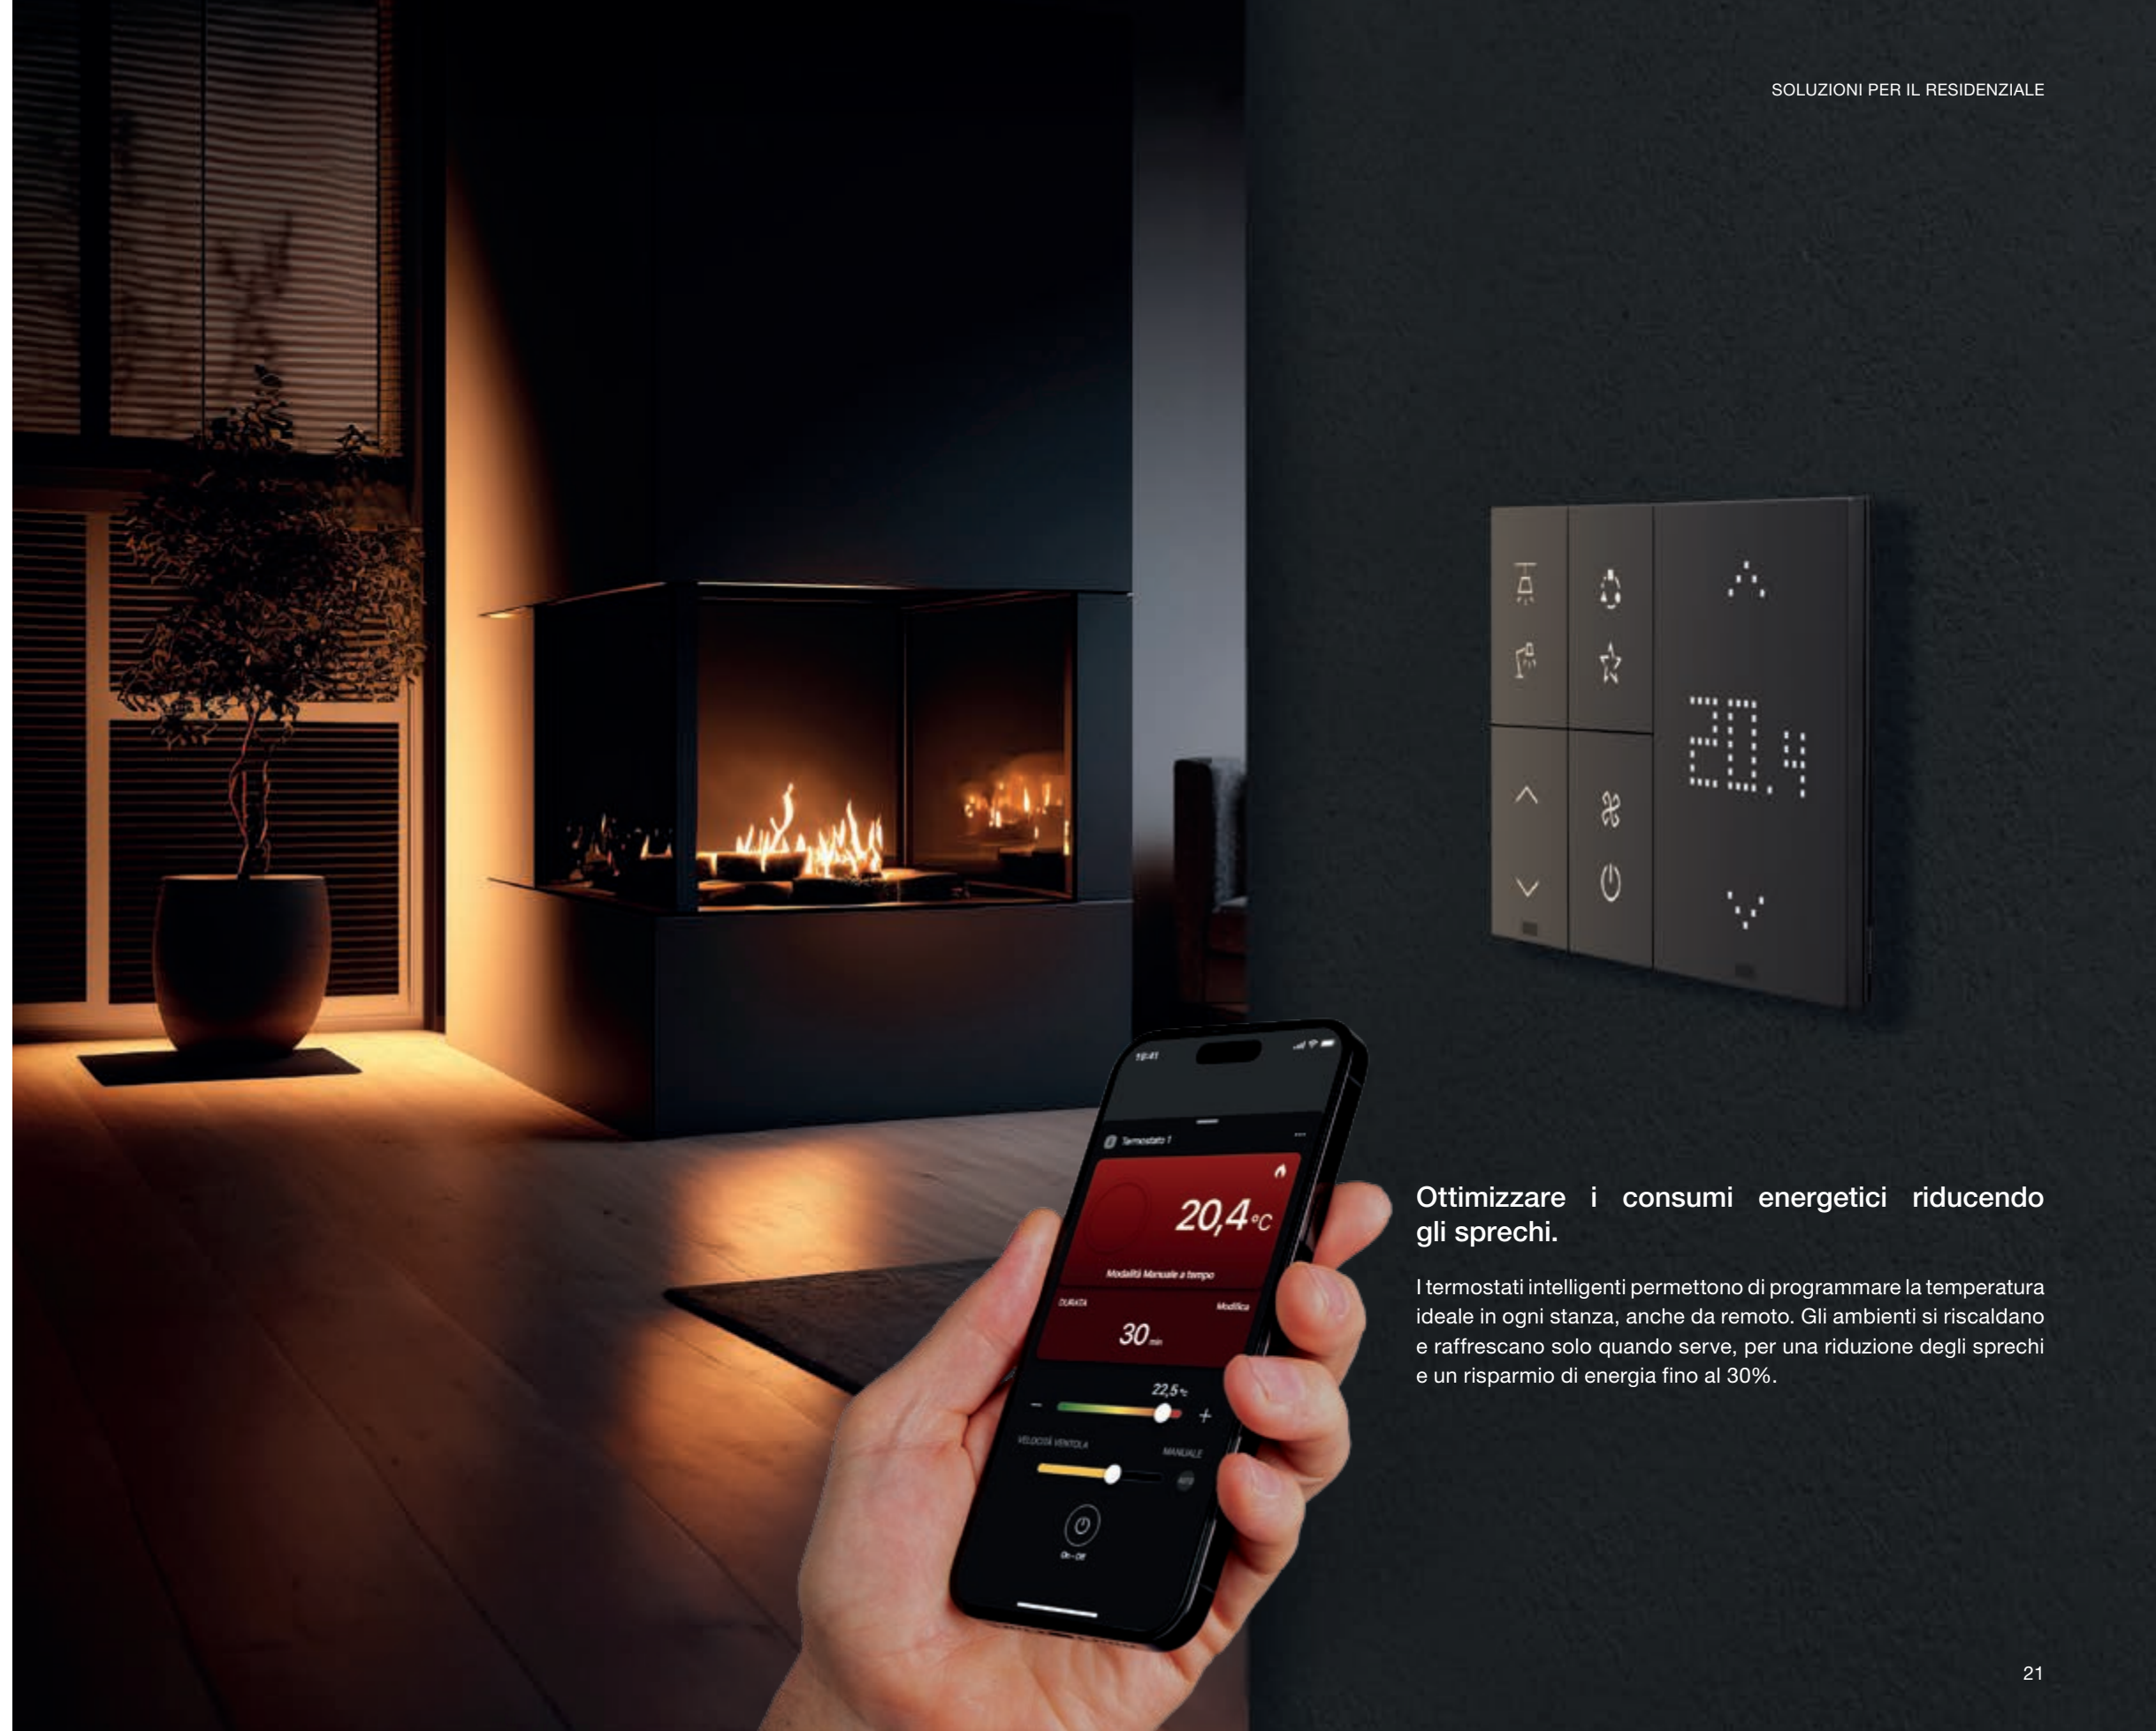 SOLUZIONI PER IL RESIDENZIALE
20.4
Termostato 1
20,4 °C
Modalità Manuale a tempo
DURATA
Modifica
30 min
22,5 °C
- +
VELOCITÀ VENTOLA
MANUALE
On - Off
Ottimizzare i consumi energetici riducendo
gli sprechi.
I termostati intelligenti permettono di programmare la temperatura
ideale in ogni stanza, anche da remoto. Gli ambienti si riscaldano
e raffrescano solo quando serve, per una riduzione degli sprechi
e un risparmio di energia fino al 30%.
21